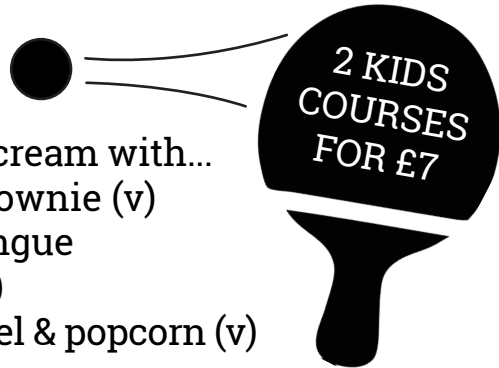 2 KIDS
COURSES
FOR £7
cream with...
ownie (v)
ngue
)
el & popcorn (v)